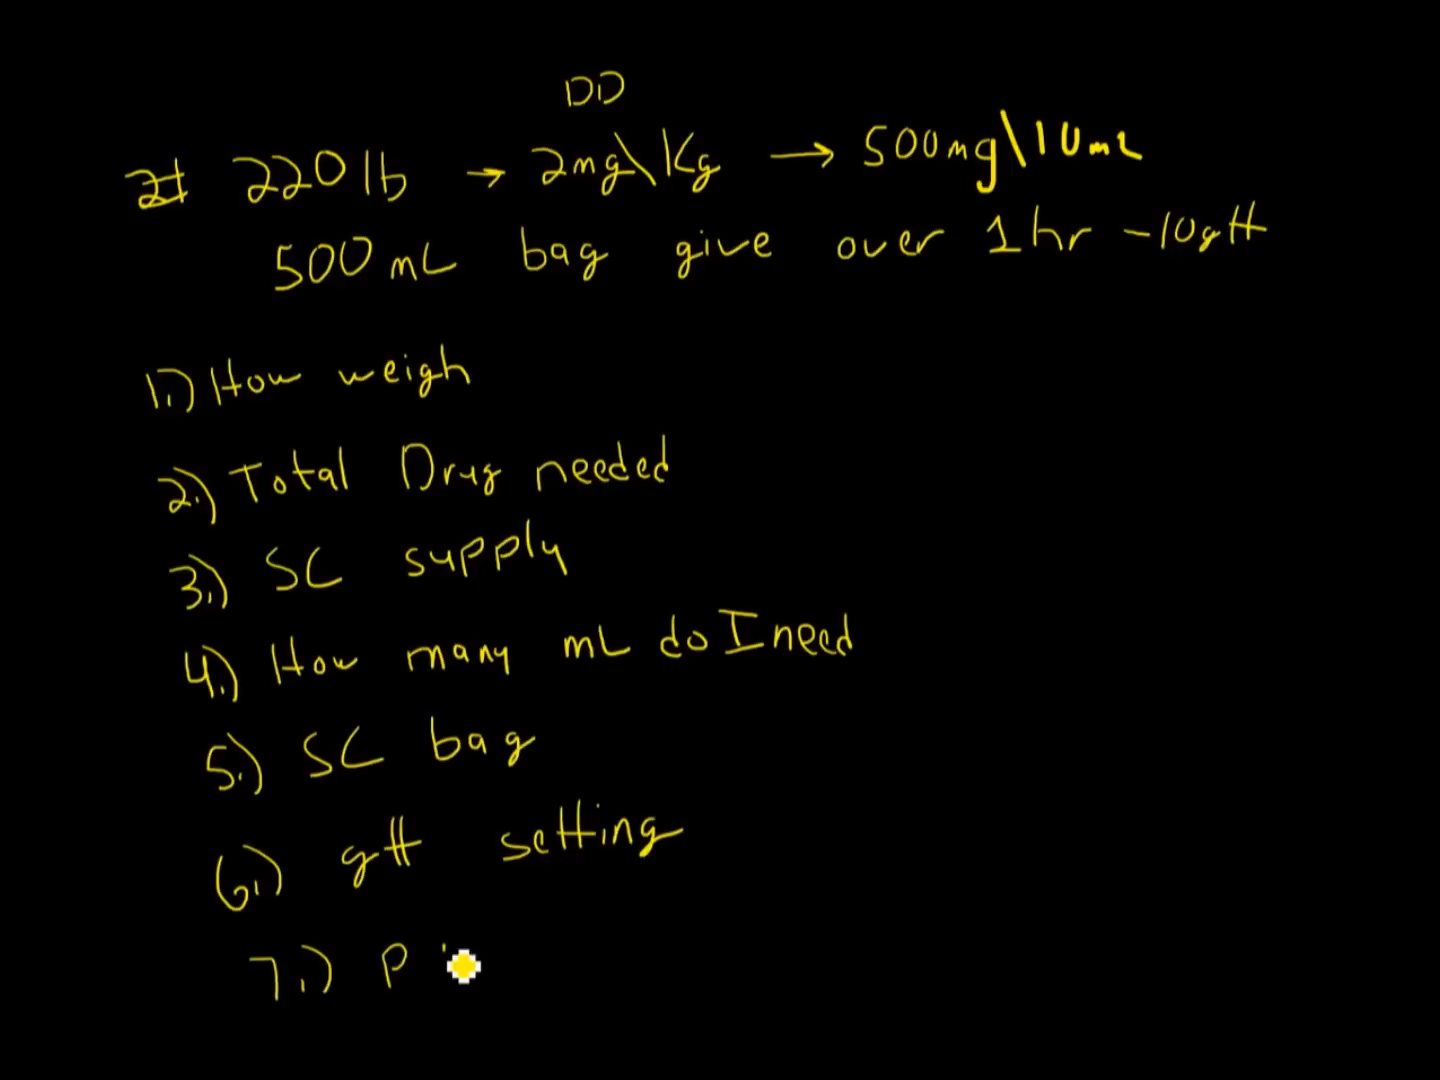 DD
220 lb → 2mg\Kg → 500mg\10mL
500 mL bag give over 1 hr - 10gtt
1.) How weigh
2.) Total Drug needed
3.) SC supply
4.) How many mL do I need
5.) SC bag
6.) gtt setting
7.) P